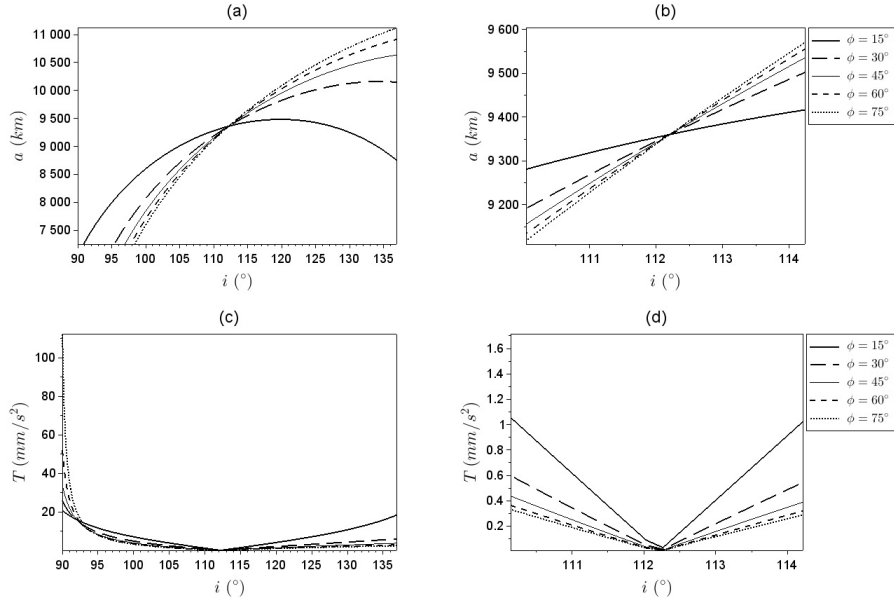 (a)
11 000
10 500
10 000
9 500
9 000
8 500
8 000
7 500
a (km)
90 95 100 105 110 115 120 125 130 135
i (°)
(b)
9 600
9 500
9 400
9 300
9 200
a (km)
111 112 113 114
i (°)
ϕ = 15°
ϕ = 30°
ϕ = 45°
ϕ = 60°
ϕ = 75°
(c)
100
80
60
40
20
T (mm/s²)
90 95 100 105 110 115 120 125 130 135
i (°)
(d)
1.6
1.4
1.2
1
0.8
0.6
0.4
0.2
T (mm/s²)
111 112 113 114
i (°)
ϕ = 15°
ϕ = 30°
ϕ = 45°
ϕ = 60°
ϕ = 75°